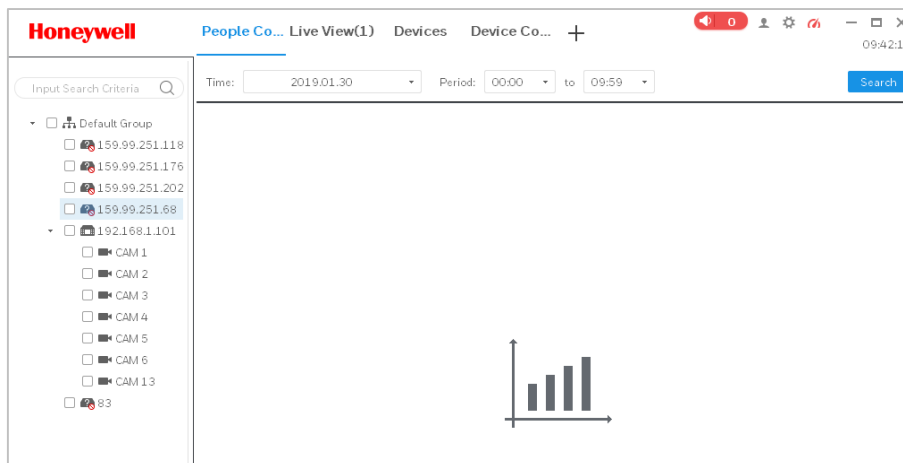 Honeywell
People Co... Live View(1) Devices Device Co...
0
09:42:1
Input Search Criteria
Time: 2019.01.30 Period: 00:00 to 09:59 Search
Default Group
159.99.251.118
159.99.251.176
159.99.251.202
159.99.251.68
192.168.1.101
CAM 1
CAM 2
CAM 3
CAM 4
CAM 5
CAM 6
CAM 13
83